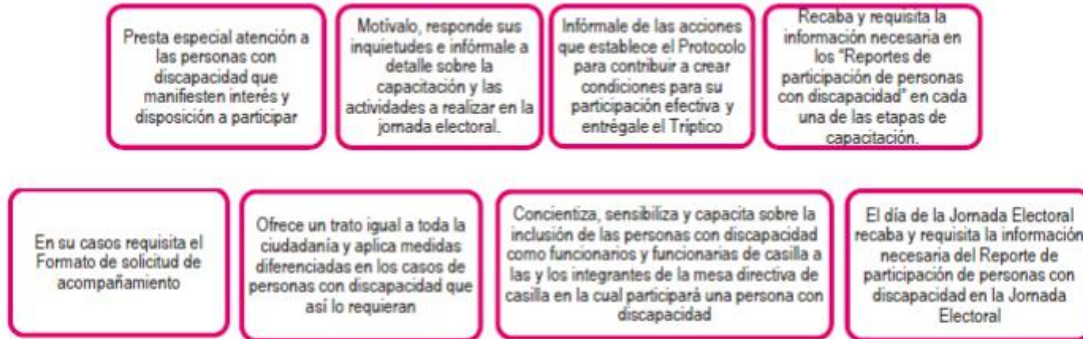 Presta especial atención a
las personas con
discapacidad que
manifiesten interés y
disposición a participar
Motívalo, responde sus
inquietudes e infórmale a
detalle sobre la
capacitación y las
actividades a realizar en la
jornada electoral.
Infórmale de las acciones
que establece el Protocolo
para contribuir a crear
condiciones para su
participación efectiva y
entrégale el Tríptico
Recaba y requisita la
información necesaria en
los "Reportes de
participación de personas
con discapacidad" en cada
una de las etapas de
capacitación.
En su casos requisita el
Formato de solicitud de
acompañamiento
Ofrece un trato igual a toda la
ciudadanía y aplica medidas
diferenciadas en los casos de
personas con discapacidad que
así lo requieran
Concientiza, sensibiliza y capacita sobre la
inclusión de las personas con discapacidad
como funcionarios y funcionarias de casilla a
las y los integrantes de la mesa directiva de
casilla en la cual participará una persona con
discapacidad
El día de la Jornada Electoral
recaba y requisita la información
necesaria del Reporte de
participación de personas con
discapacidad en la Jornada
Electoral